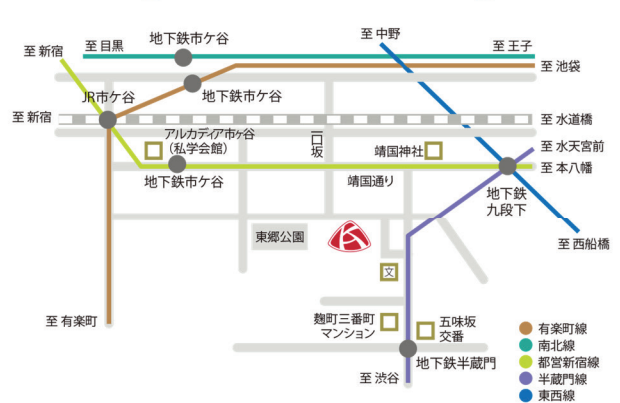 至 中野
至 新宿
至 目黒
地下鉄市ケ谷
至 王子
至 池袋
JR市ケ谷
地下鉄市ケ谷
至 新宿
至 水道橋
アルカディア市ヶ谷
(私学会館)
一口坂
靖国神社
至 水天宮前
至 本八幡
地下鉄市ケ谷
靖国通り
地下鉄
九段下
東郷公園
至 西船橋
文
至 有楽町
麹町三番町
マンション
五味坂
交番
地下鉄半蔵門
至 渋谷
有楽町線
南北線
都営新宿線
半蔵門線
東西線